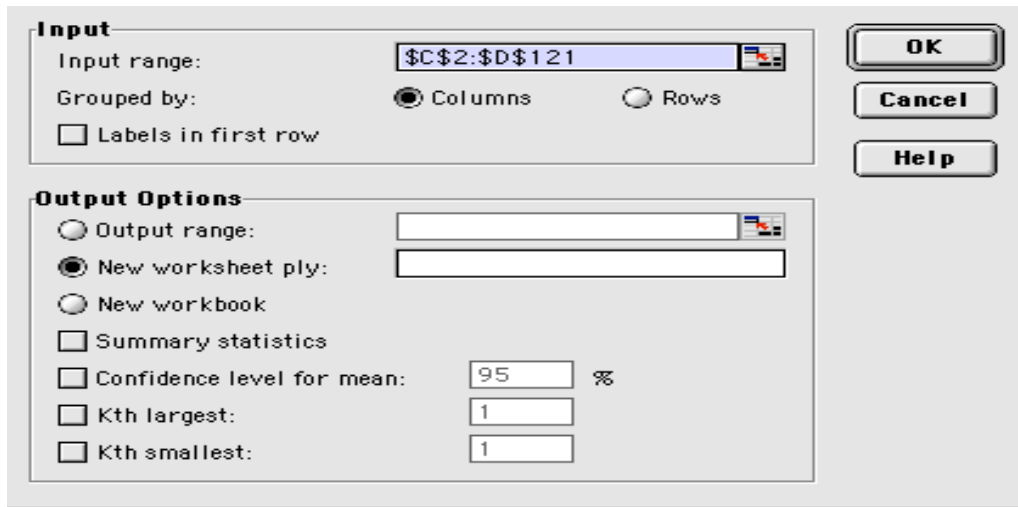 Input
Input range: $C$2:$D$121
Grouped by: Columns Rows
Labels in first row
OK
Cancel
Help
Output Options
Output range:
New worksheet ply:
New workbook
Summary statistics
Confidence level for mean: 95 %
Kth largest: 1
Kth smallest: 1